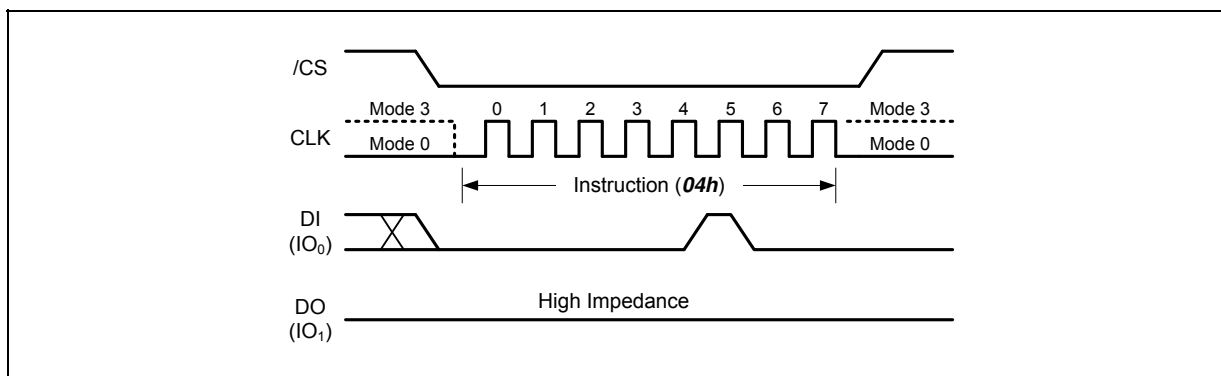 /CS
Mode 3 0 1 2 3 4 5 6 7 Mode 3
CLK
Mode 0 Mode 0
Instruction (04h)
DI
(IO₀)
High Impedance
DO
(IO₁)